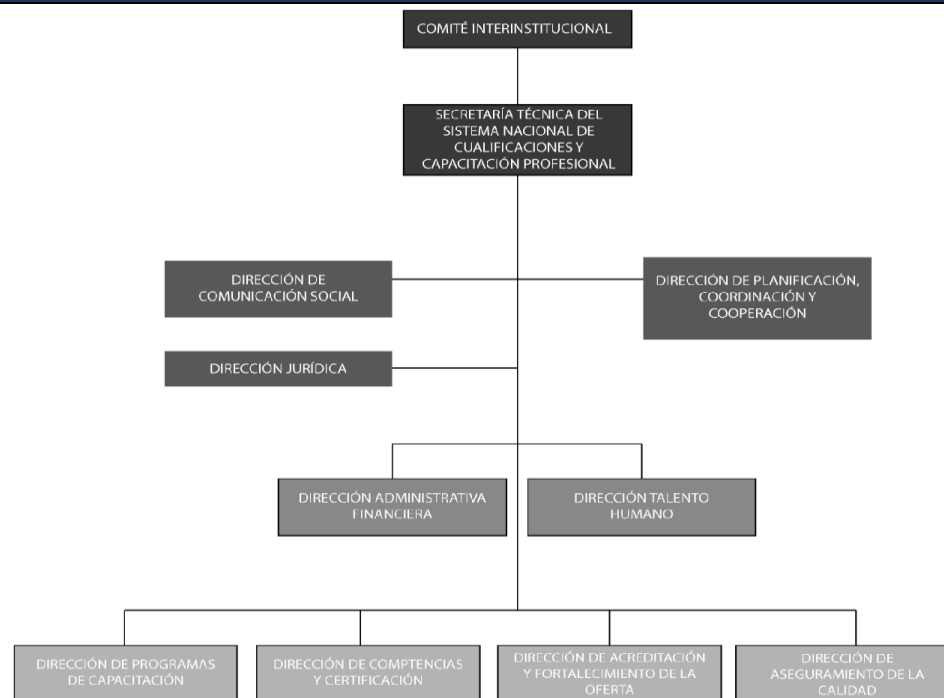 COMITÉ INTERINSTITUCIONAL
SECRETARÍA TÉCNICA DEL
SISTEMA NACIONAL DE
CUALIFICACIONES Y
CAPACITACIÓN PROFESIONAL
DIRECCIÓN DE
COMUNICACIÓN SOCIAL
DIRECCIÓN DE PLANIFICACIÓN,
COORDINACIÓN Y
COOPERACIÓN
DIRECCIÓN JURÍDICA
DIRECCIÓN ADMINISTRATIVA
FINANCIERA
DIRECCIÓN TALENTO
HUMANO
DIRECCIÓN DE PROGRAMAS
DE CAPACITACIÓN
DIRECCIÓN DE COMPTENCIAS
Y CERTIFICACIÓN
DIRECCIÓN DE ACREDITACIÓN
Y FORTALECIMIENTO DE LA
OFERTA
DIRECCIÓN DE
ASEGURAMIENTO DE LA
CALIDAD